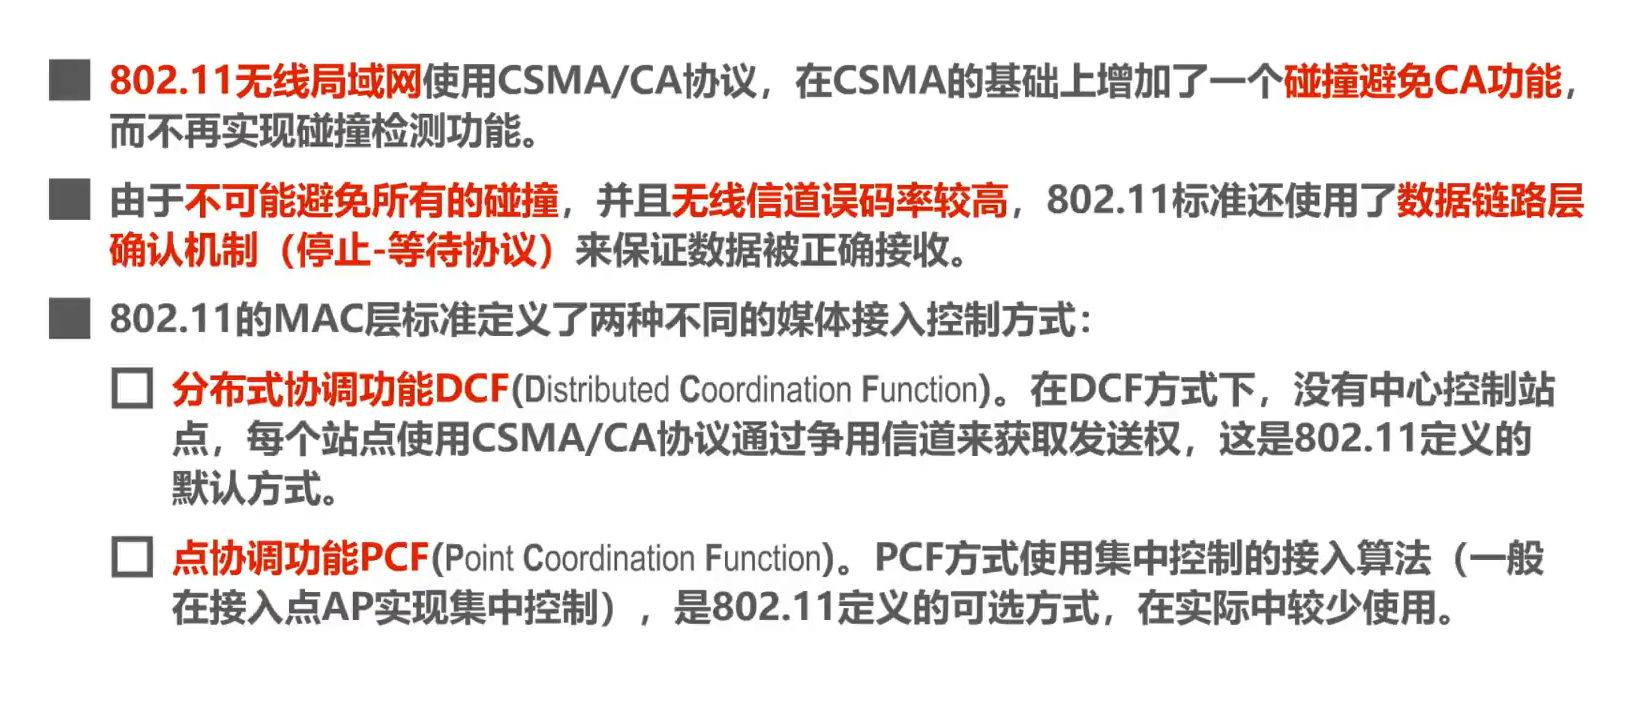 802.11无线局域网使用CSMA/CA协议，在CSMA的基础上增加了一个碰撞避免CA功能，
而不再实现碰撞检测功能。
由于不可能避免所有的碰撞，并且无线信道误码率较高，802.11标准还使用了数据链路层
确认机制（停止-等待协议）来保证数据被正确接收。
802.11的MAC层标准定义了两种不同的媒体接入控制方式：
分布式协调功能DCF(Distributed Coordination Function)。在DCF方式下，没有中心控制站
点，每个站点使用CSMA/CA协议通过争用信道来获取发送权，这是802.11定义的
默认方式。
点协调功能PCF(Point Coordination Function)。PCF方式使用集中控制的接入算法（一般
在接入点AP实现集中控制），是802.11定义的可选方式，在实际中较少使用。